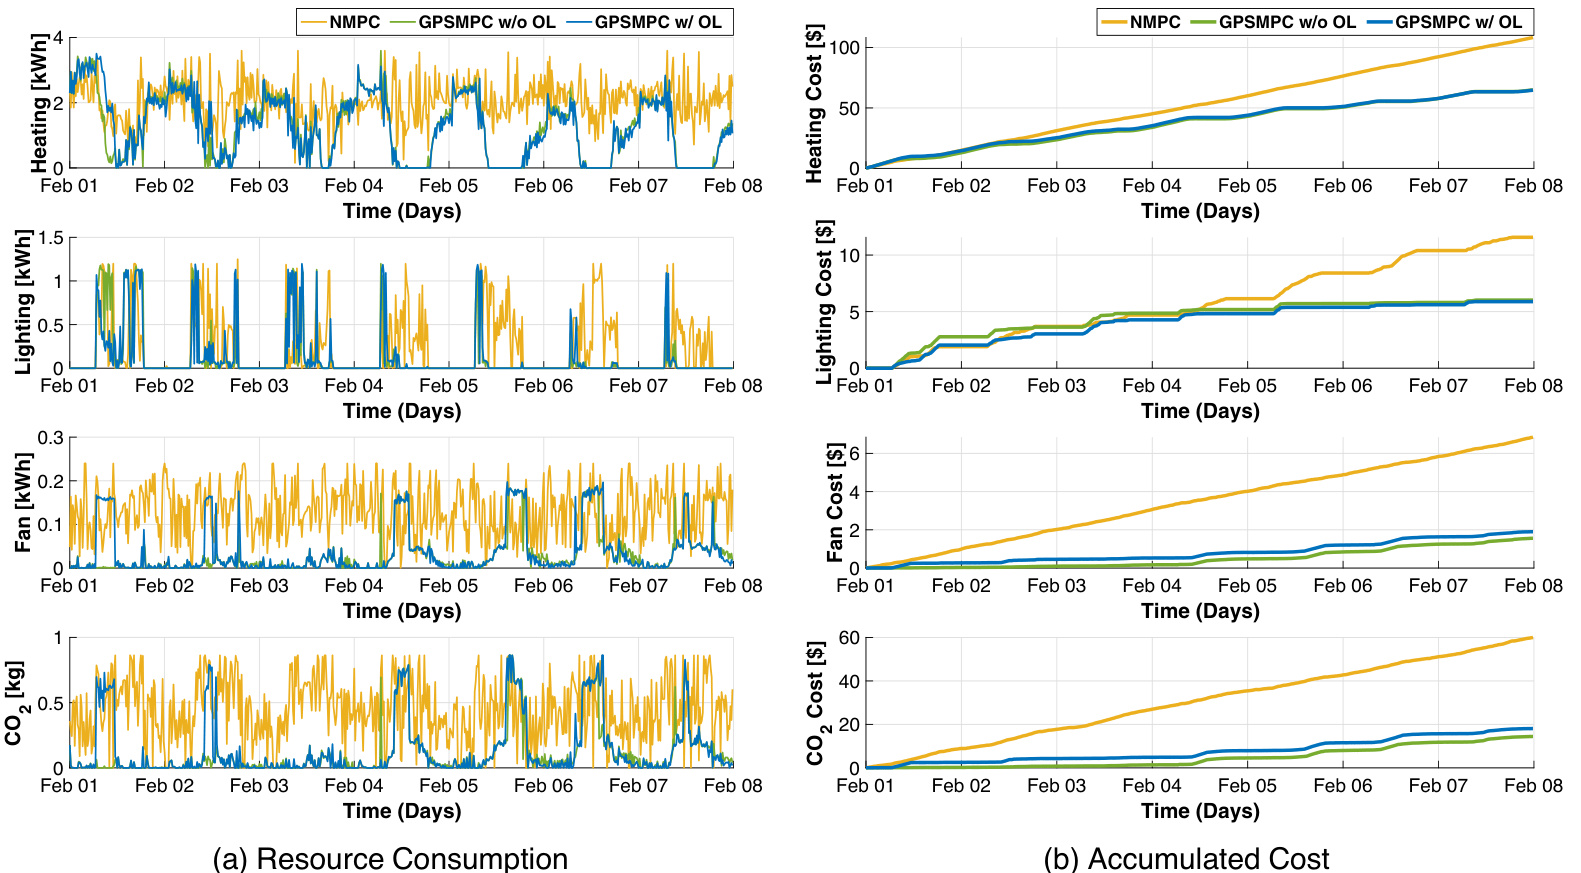 NMPC GPSMPC w/o OL GPSMPC w/ OL
Heating [kWh]
4
2
0
Feb 01 Feb 02 Feb 03 Feb 04 Feb 05 Feb 06 Feb 07 Feb 08
Time (Days)
Lighting [kWh]
1.5
1
0.5
0
Feb 01 Feb 02 Feb 03 Feb 04 Feb 05 Feb 06 Feb 07 Feb 08
Time (Days)
Fan [kWh]
0.3
0.2
0.1
0
Feb 01 Feb 02 Feb 03 Feb 04 Feb 05 Feb 06 Feb 07 Feb 08
Time (Days)
CO2 [kg]
1
0.5
0
Feb 01 Feb 02 Feb 03 Feb 04 Feb 05 Feb 06 Feb 07 Feb 08
Time (Days)
(a) Resource Consumption
NMPC GPSMPC w/o OL GPSMPC w/ OL
Heating Cost [$]
100
50
0
Feb 01 Feb 02 Feb 03 Feb 04 Feb 05 Feb 06 Feb 07 Feb 08
Time (Days)
Lighting Cost [$]
10
5
0
Feb 01 Feb 02 Feb 03 Feb 04 Feb 05 Feb 06 Feb 07 Feb 08
Time (Days)
Fan Cost [$]
6
4
2
0
Feb 01 Feb 02 Feb 03 Feb 04 Feb 05 Feb 06 Feb 07 Feb 08
Time (Days)
CO2 Cost [$]
60
40
20
0
Feb 01 Feb 02 Feb 03 Feb 04 Feb 05 Feb 06 Feb 07 Feb 08
Time (Days)
(b) Accumulated Cost